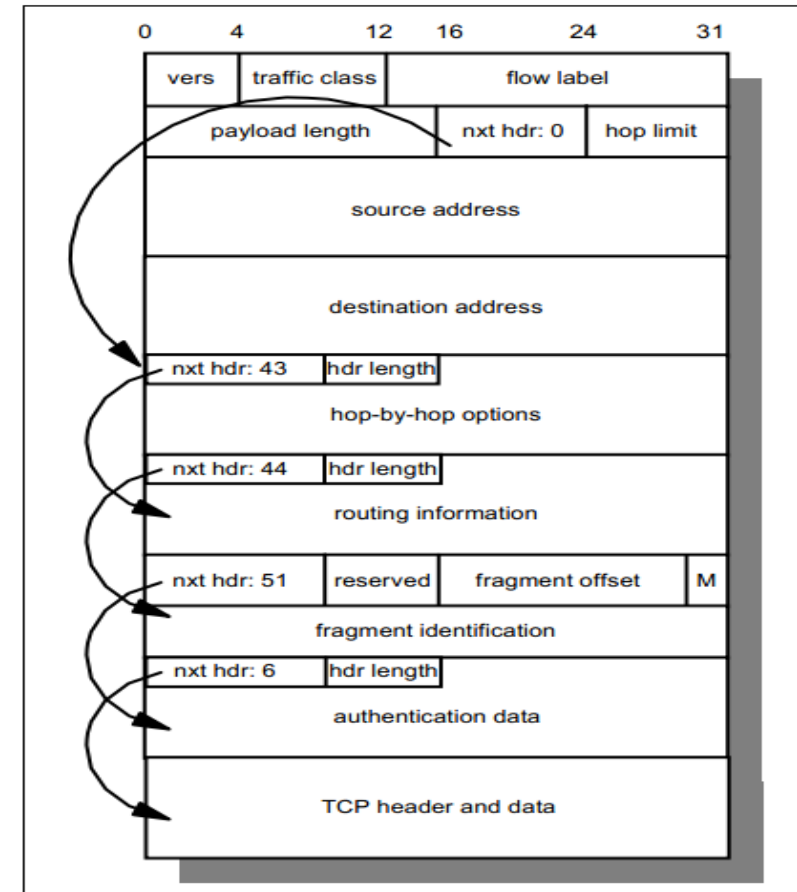 0 4 12 16 24 31
vers traffic class flow label
payload length nxt hdr: 0 hop limit
source address
destination address
nxt hdr: 43 hdr length
hop-by-hop options
nxt hdr: 44 hdr length
routing information
nxt hdr: 51 reserved fragment offset M
fragment identification
nxt hdr: 6 hdr length
authentication data
TCP header and data